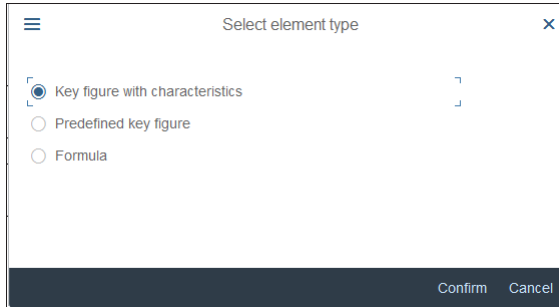 Select element type
Key figure with characteristics
Predefined key figure
Formula
Confirm Cancel